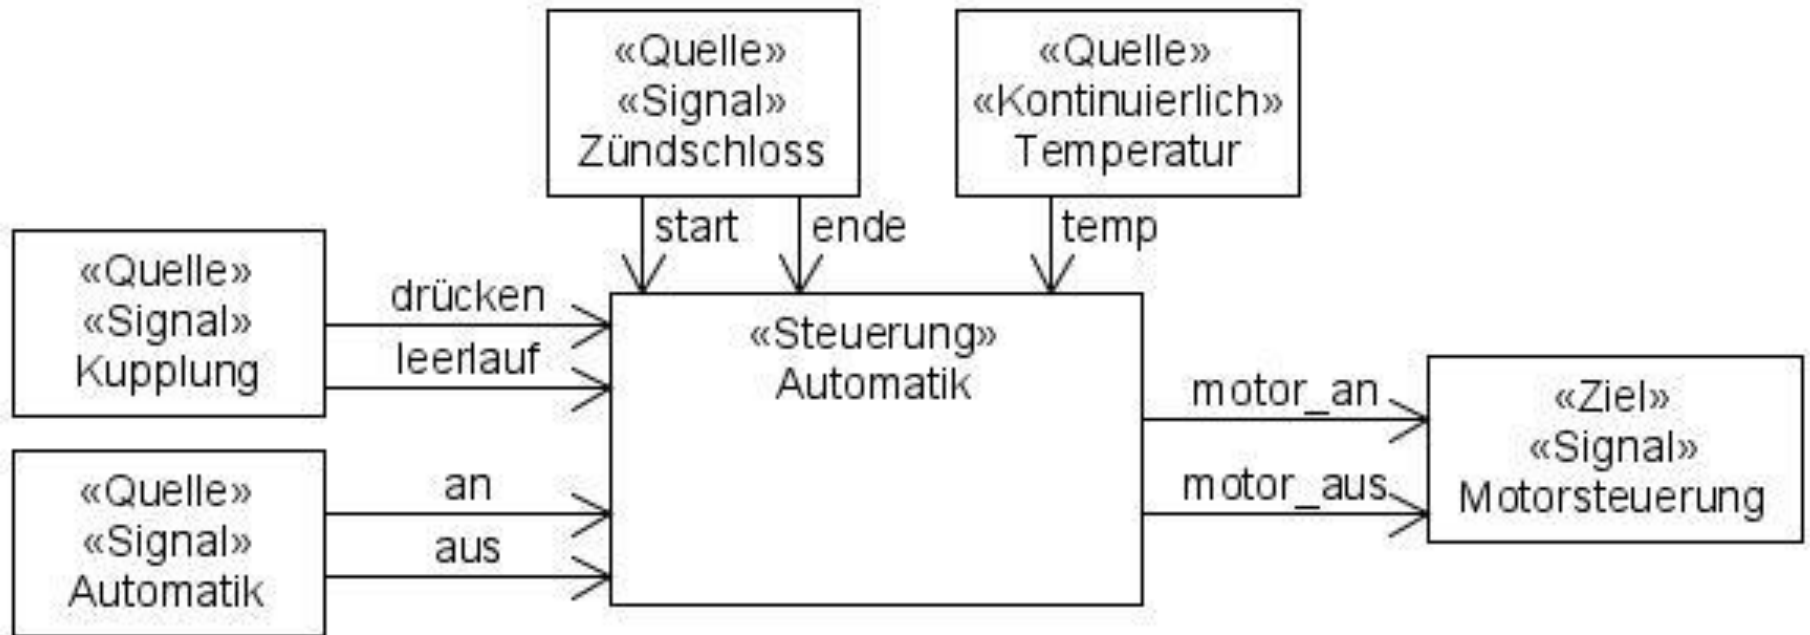 «Quelle»
«Signal»
Zündschloss
«Quelle»
«Kontinuierlich»
Temperatur
start
ende
temp
«Quelle»
«Signal»
Kupplung
drücken
leerlauf
«Steuerung»
Automatik
motor_an
motor_aus
«Ziel»
«Signal»
Motorsteuerung
«Quelle»
«Signal»
Automatik
an
aus